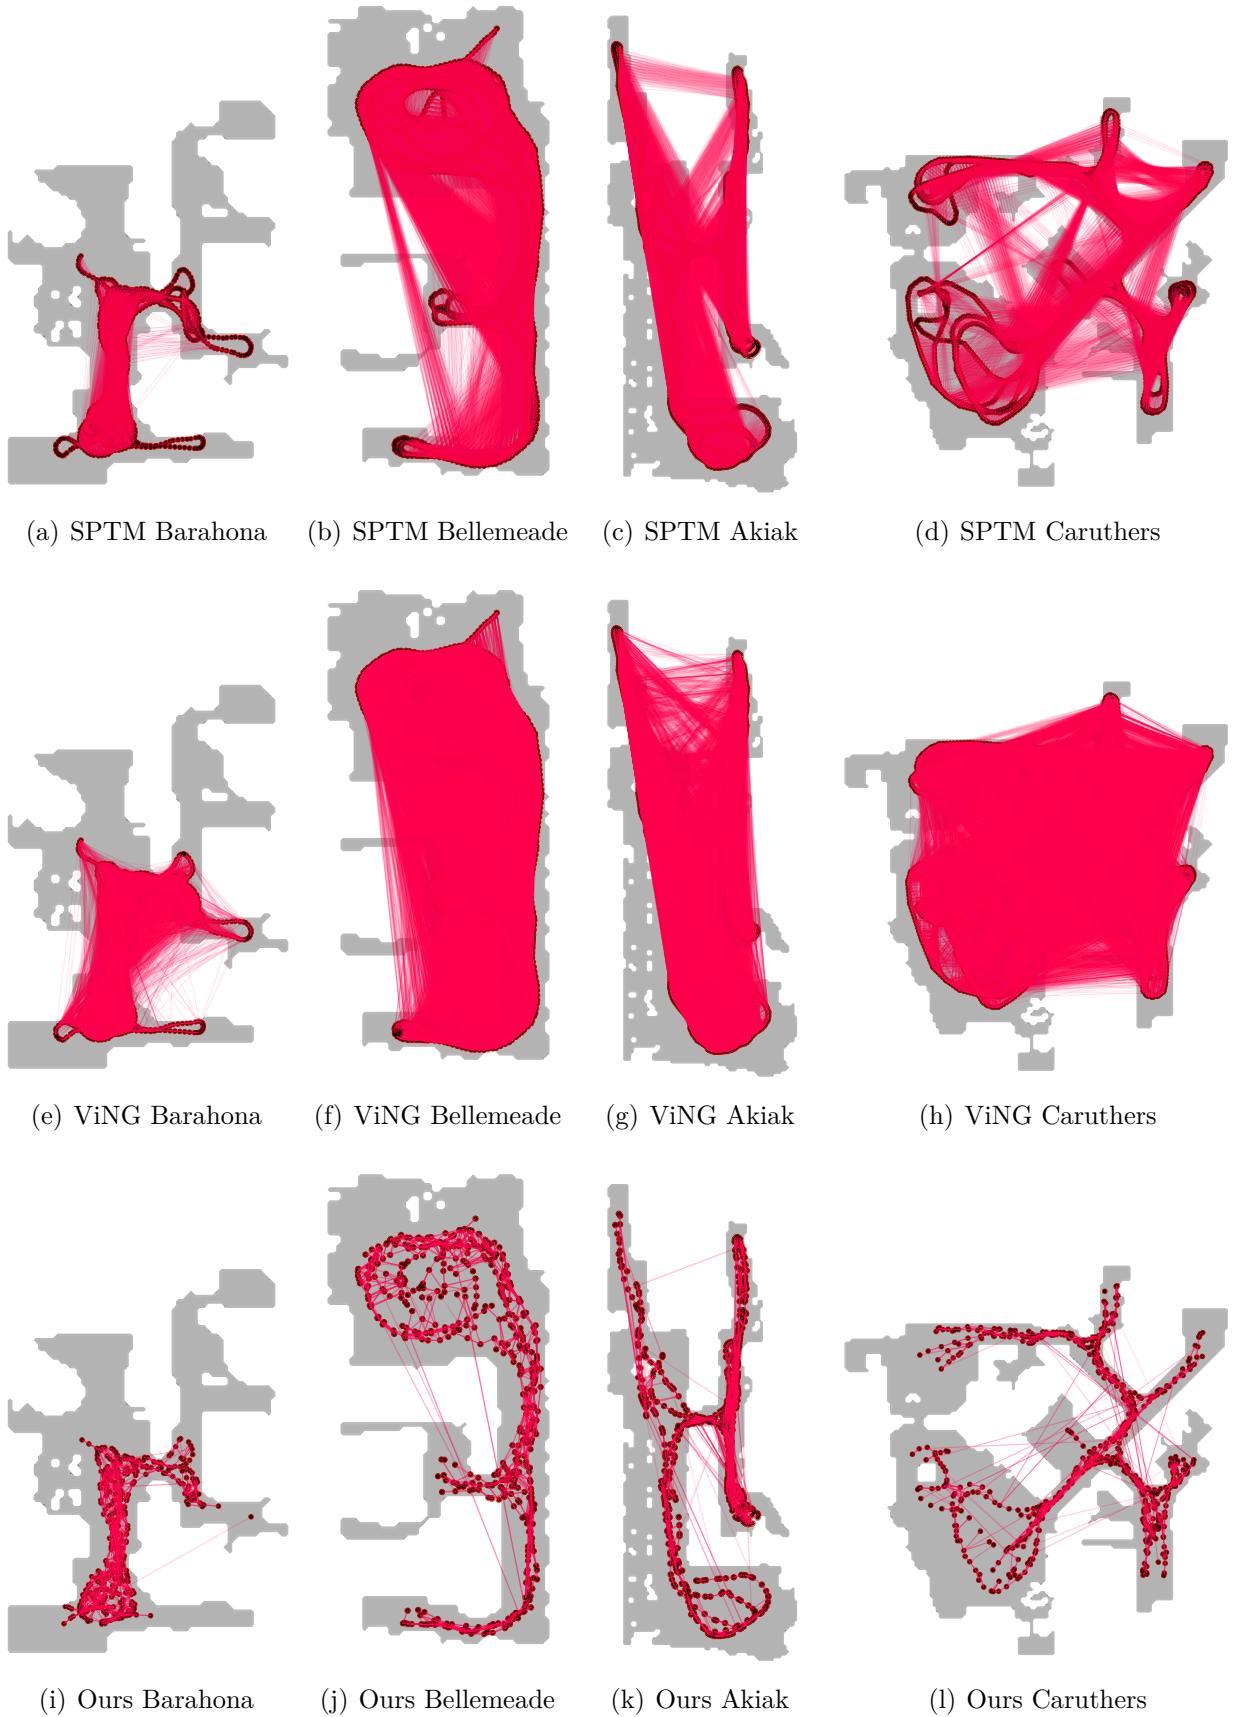 (a) SPTM Barahona
(b) SPTM Bellemeade
(c) SPTM Akiak
(d) SPTM Caruthers
(e) ViNG Barahona
(f) ViNG Bellemeade
(g) ViNG Akiak
(h) ViNG Caruthers
(i) Ours Barahona
(j) Ours Bellemeade
(k) Ours Akiak
(l) Ours Caruthers